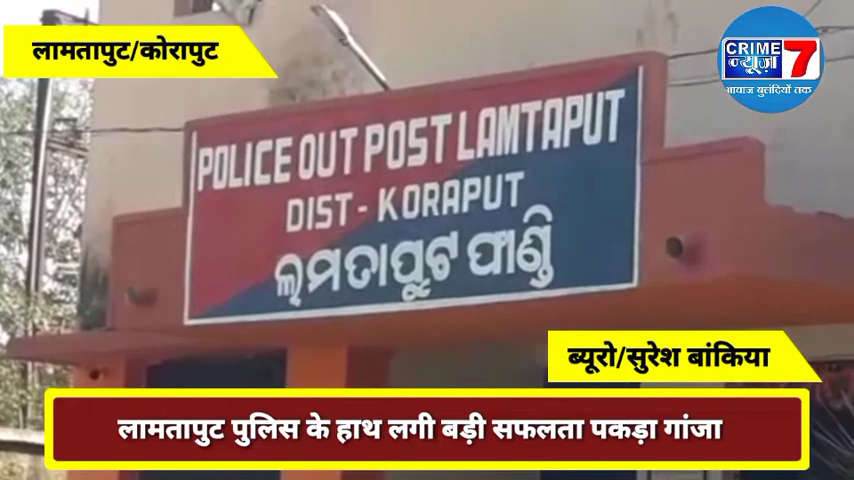 लामतापुट/कोरापुट
CRIME
न्यूज़ 7
आवाज बुलंदियों तक
POLICE OUT POST LAMTAPUT
DIST - KORAPUT
ଲମତାପୁଟ ଫାଣ୍ଡି
ब्यूरो/सुरेश बांकिया
लामतापुट पुलिस के हाथ लगी बड़ी सफलता पकड़ा गांजा